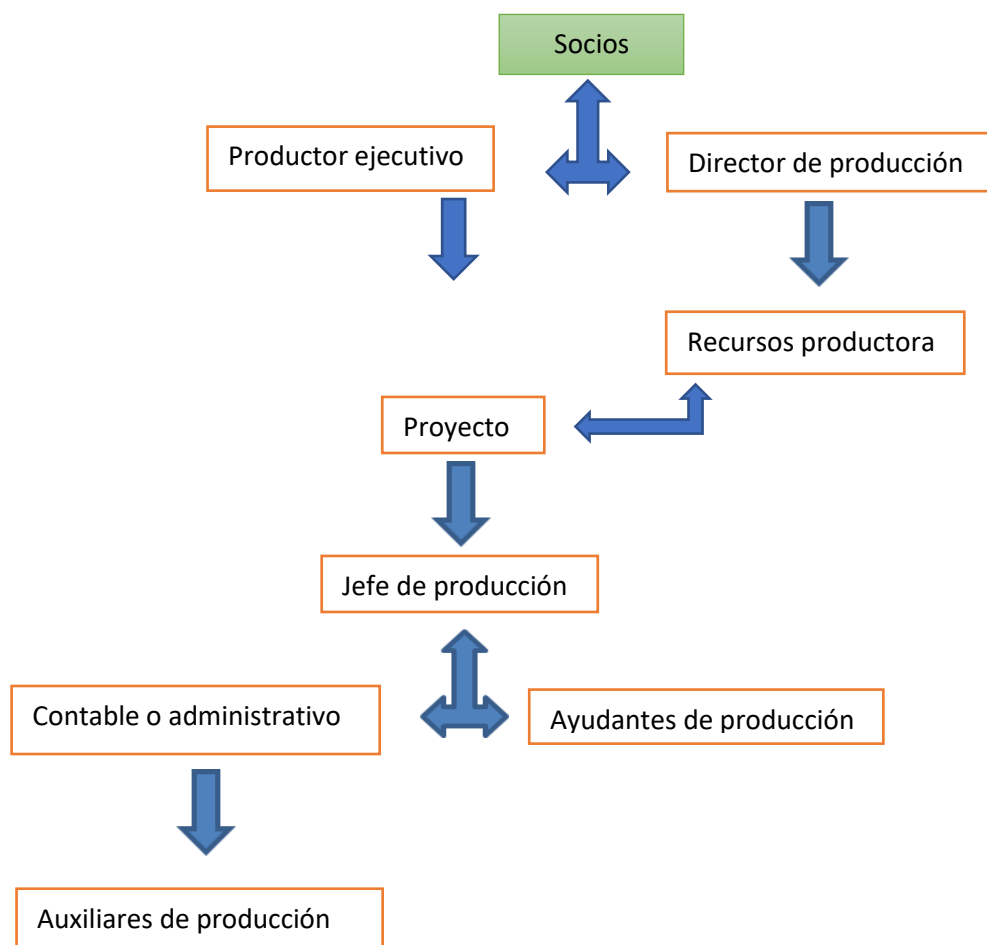 Socios
Productor ejecutivo
Director de producción
Recursos productora
Proyecto
Jefe de producción
Contable o administrativo
Ayudantes de producción
Auxiliares de producción